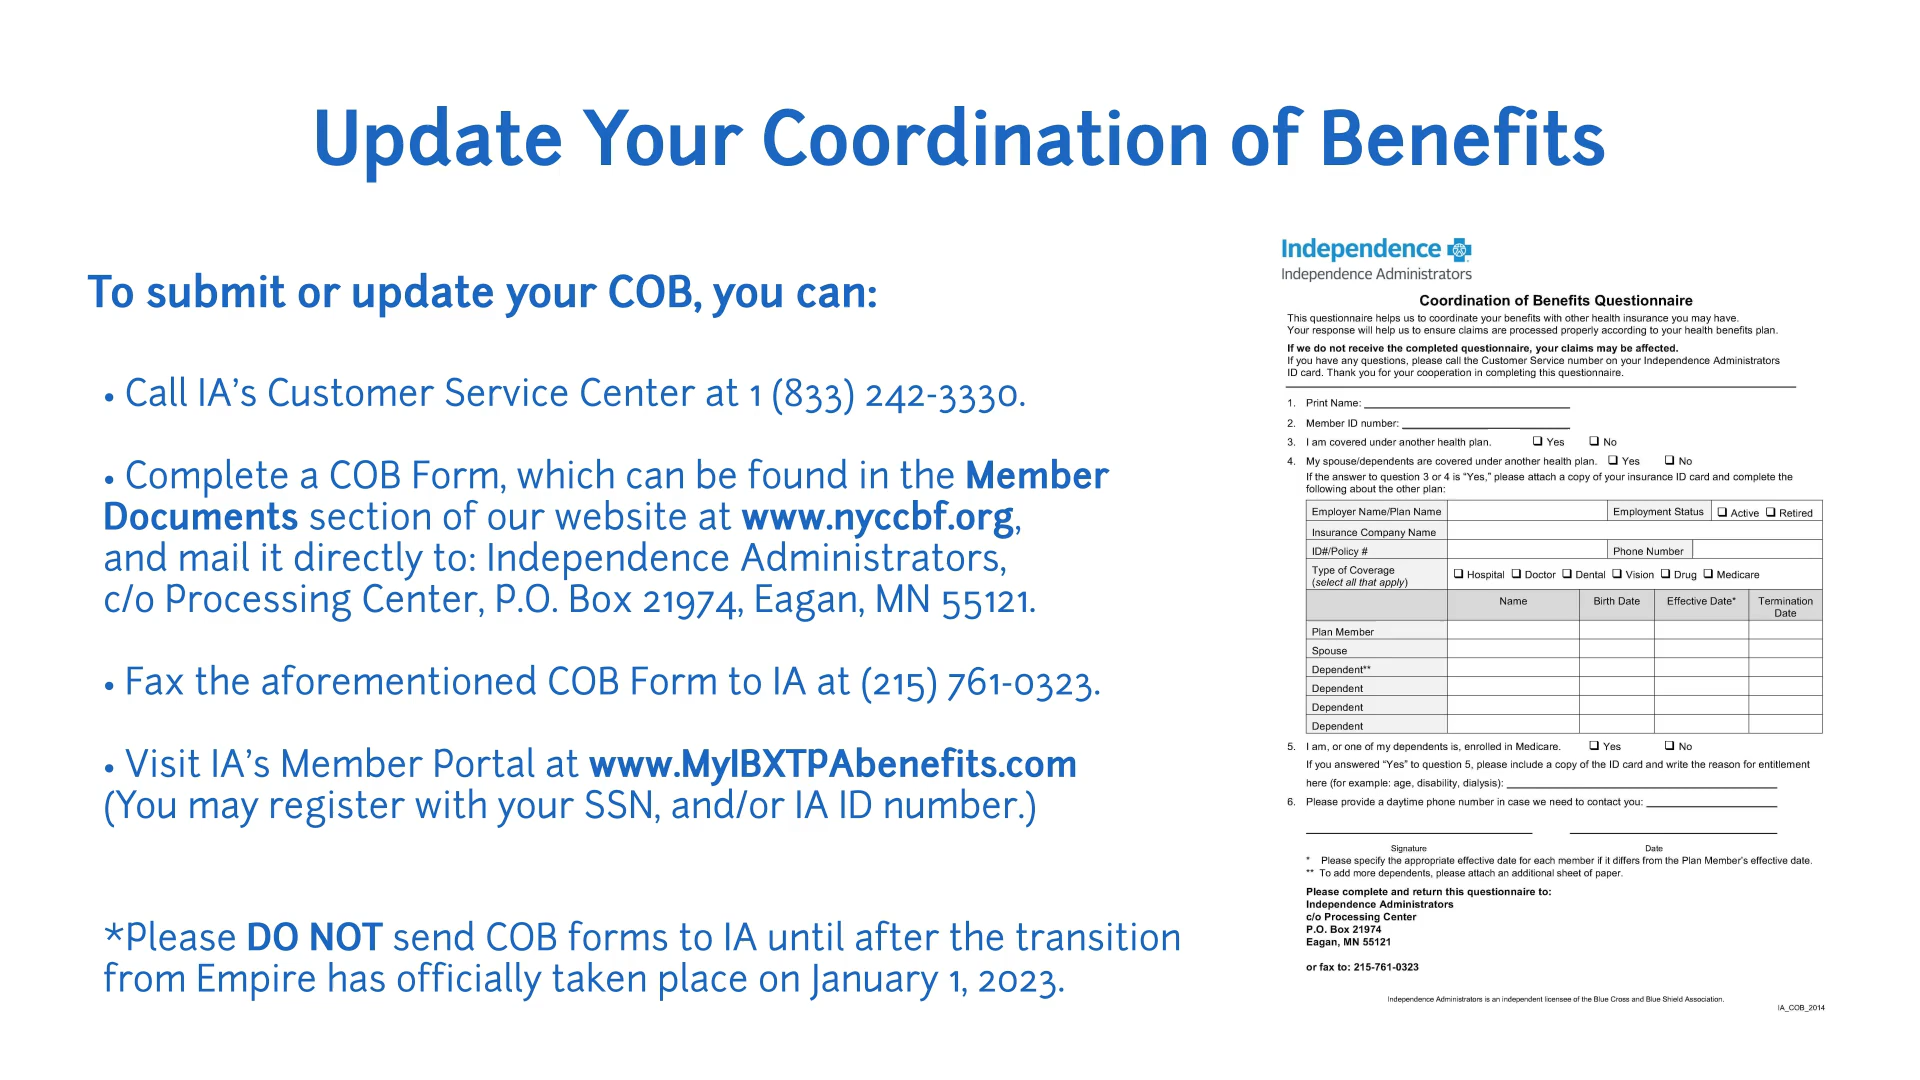 Update Your Coordination of Benefits
To submit or update your COB, you can:
• Call IA's Customer Service Center at 1 (833) 242-3330.
• Complete a COB Form, which can be found in the Member
Documents section of our website at www.nyccbf.org,
and mail it directly to: Independence Administrators,
c/o Processing Center, P.O. Box 21974, Eagan, MN 55121.
• Fax the aforementioned COB Form to IA at (215) 761-0323.
• Visit IA's Member Portal at www.MyIBXTPAbenefits.com
(You may register with your SSN, and/or IA ID number.)
*Please DO NOT send COB forms to IA until after the transition
from Empire has officially taken place on January 1, 2023.
Independence
Independence Administrators
Coordination of Benefits Questionnaire
This questionnaire helps us to coordinate your benefits with other health insurance you may have.
Your response will help us to ensure claims are processed properly according to your health benefits plan.
If we do not receive the completed questionnaire, your claims may be affected.
If you have any questions, please call the Customer Service number on your Independence Administrators
ID card. Thank you for your cooperation in completing this questionnaire.
1. Print Name:
2. Member ID number:
3. I am covered under another health plan. ❑ Yes ❑ No
4. My spouse/dependents are covered under another health plan. ❑ Yes ❑ No
If the answer to question 3 or 4 is “Yes,” please attach a copy of your insurance ID card and complete the
following about the other plan:
Employer Name/Plan Name Employment Status ❑ Active ❑ Retired
Insurance Company Name
ID#/Policy # Phone Number
Type of Coverage
(select all that apply) ❑ Hospital ❑ Doctor ❑ Dental ❑ Vision ❑ Drug ❑ Medicare
Name Birth Date Effective Date* Termination
Date
Plan Member
Spouse
Dependent**
Dependent
Dependent
Dependent
5. I am, or one of my dependents is, enrolled in Medicare. ❑ Yes ❑ No
If you answered “Yes” to question 5, please include a copy of the ID card and write the reason for entitlement
here (for example: age, disability, dialysis):
6. Please provide a daytime phone number in case we need to contact you:
Signature Date
* Please specify the appropriate effective date for each member if it differs from the Plan Member's effective date.
** To add more dependents, please attach an additional sheet of paper.
Please complete and return this questionnaire to:
Independence Administrators
c/o Processing Center
P.O. Box 21974
Eagan, MN 55121
or fax to: 215-761-0323
Independence Administrators is an independent licensee of the Blue Cross and Blue Shield Association.
IA_COB_2014